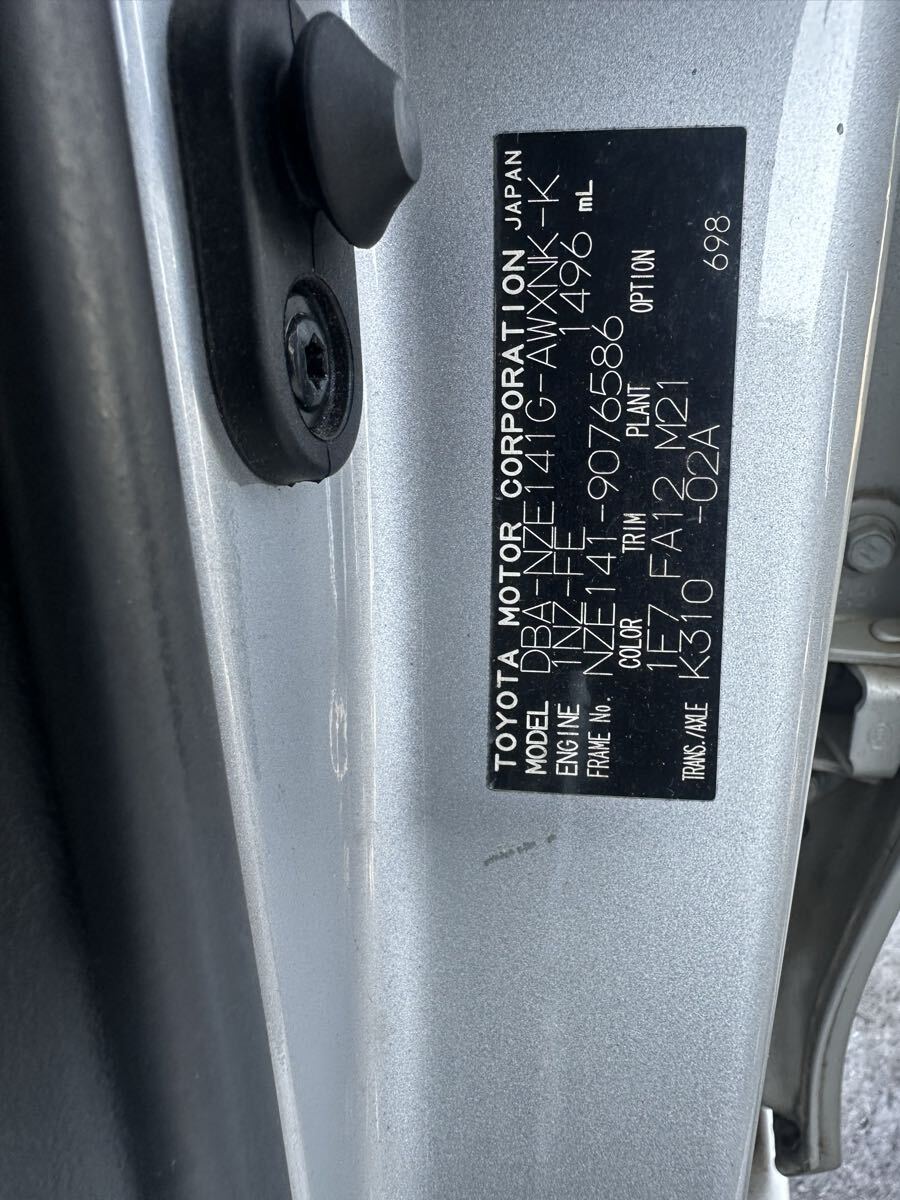 TOYOTA MOTOR CORPORATION JAPAN
MODEL DBA-NZE141G-AWXNK-K
ENGINE 1NZ-FE 1496 mL
FRAME No. NZE141-9076586
COLOR TRIM PLANT OPTION
1F7 FA12 M21
TRANS./AXLE K310 -02A 698